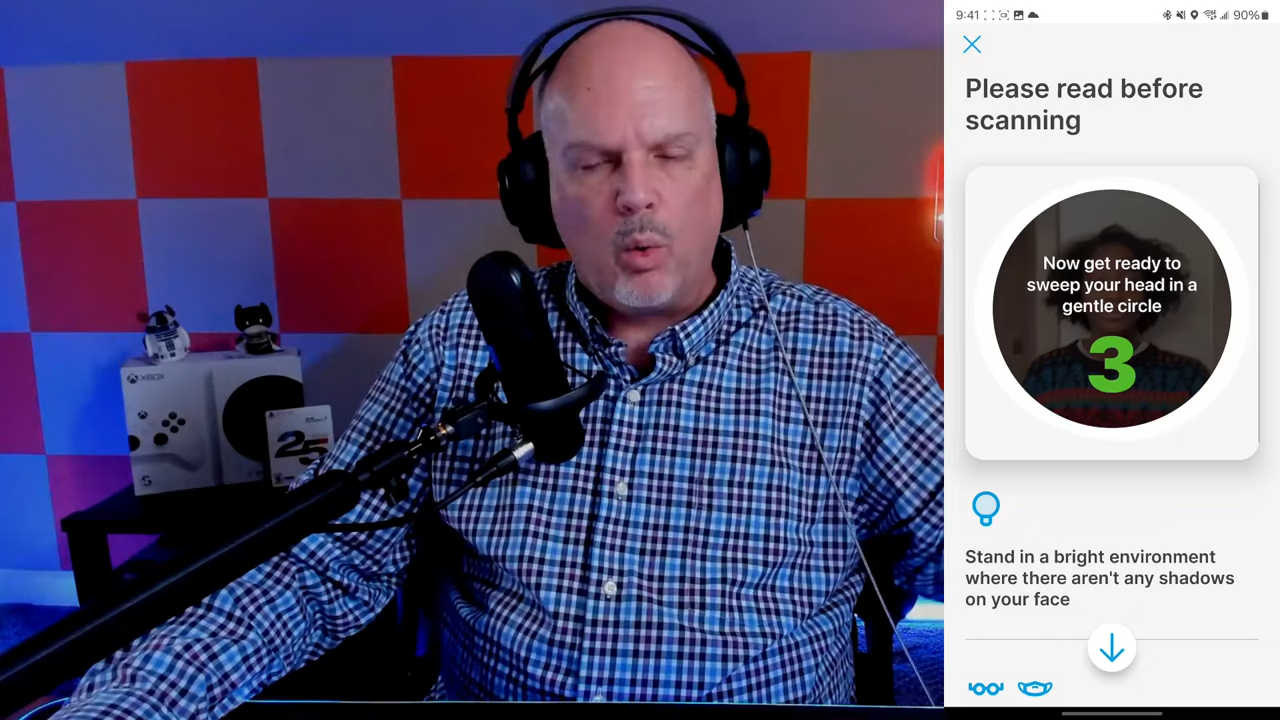 9:41
90%
Please read before
scanning
Now get ready to
sweep your head in a
gentle circle
3
Stand in a bright environment
where there aren't any shadows
on your face
XBOX
S
25